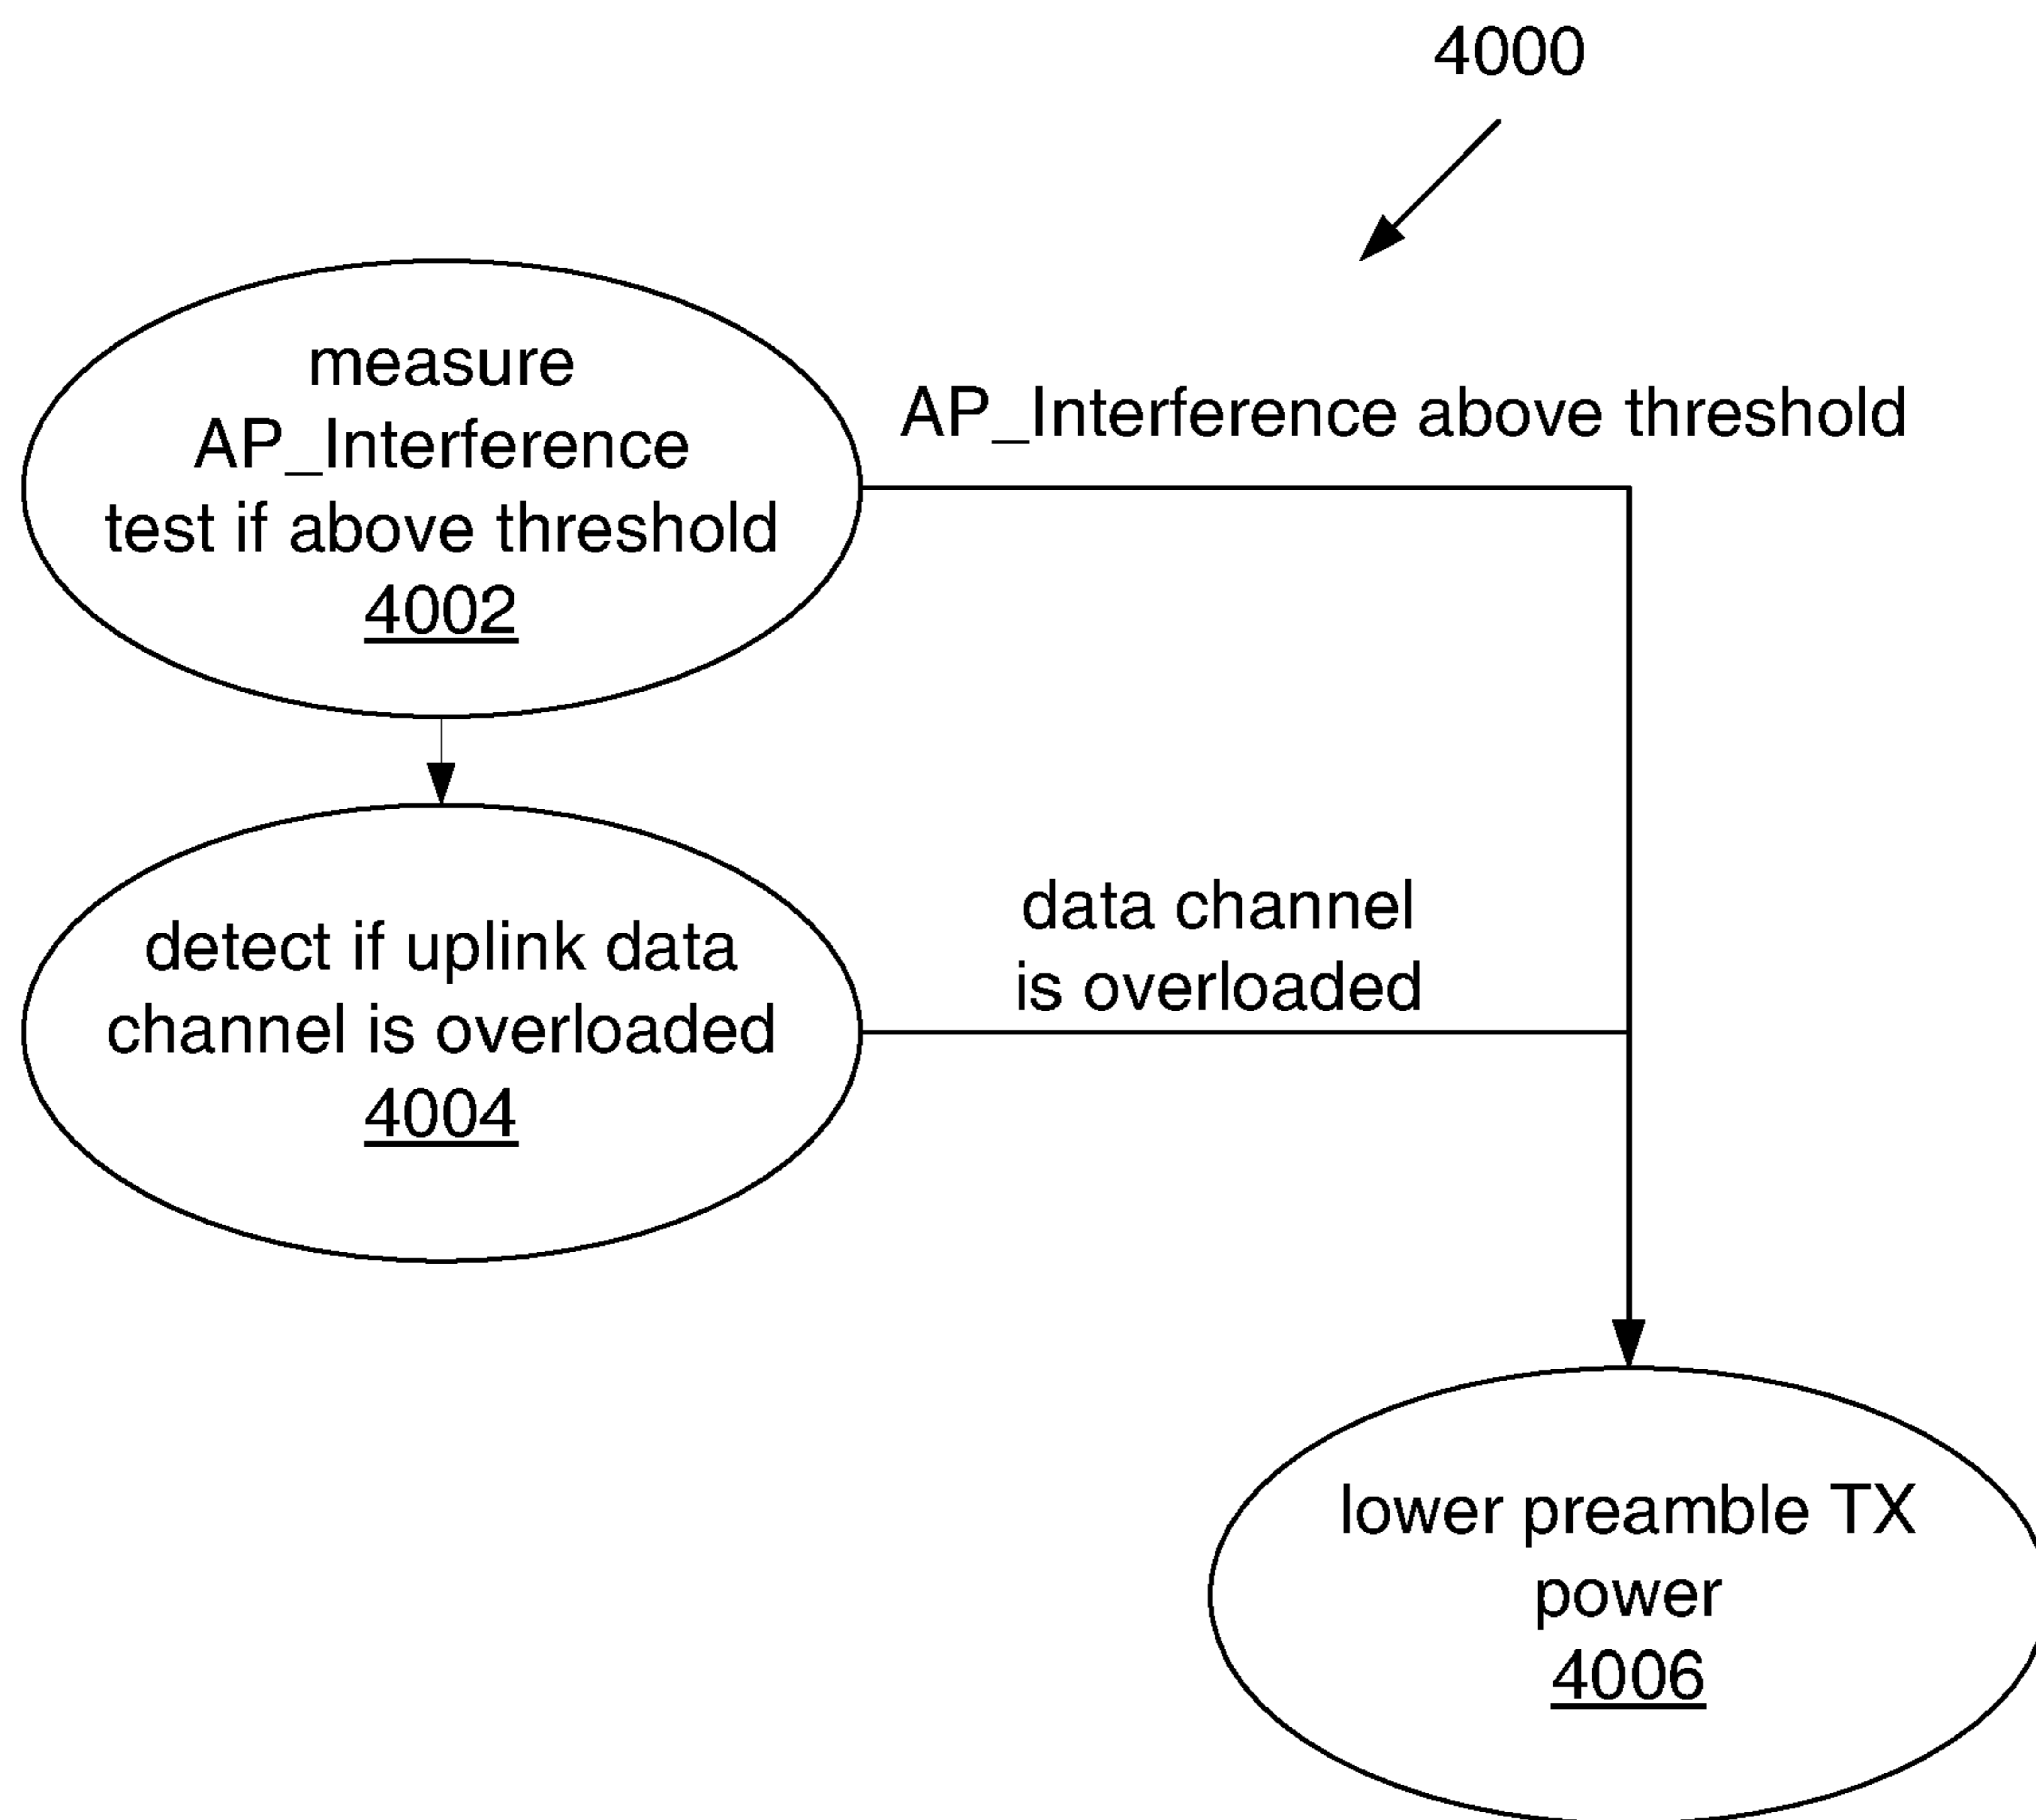 4000
measure
AP_Interference
test if above threshold
4002
AP_Interference above threshold
detect if uplink data
channel is overloaded
4004
data channel
is overloaded
lower preamble TX
power
4006